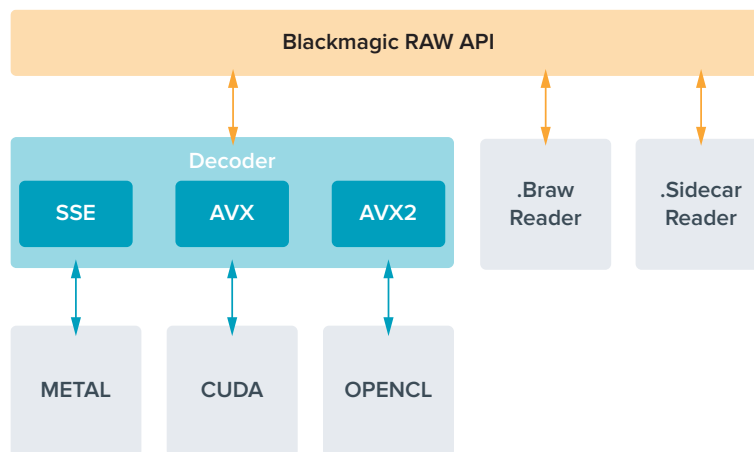 Blackmagic RAW API
Decoder
SSE
AVX
AVX2
.Braw
Reader
.Sidecar
Reader
METAL
CUDA
OPENCL